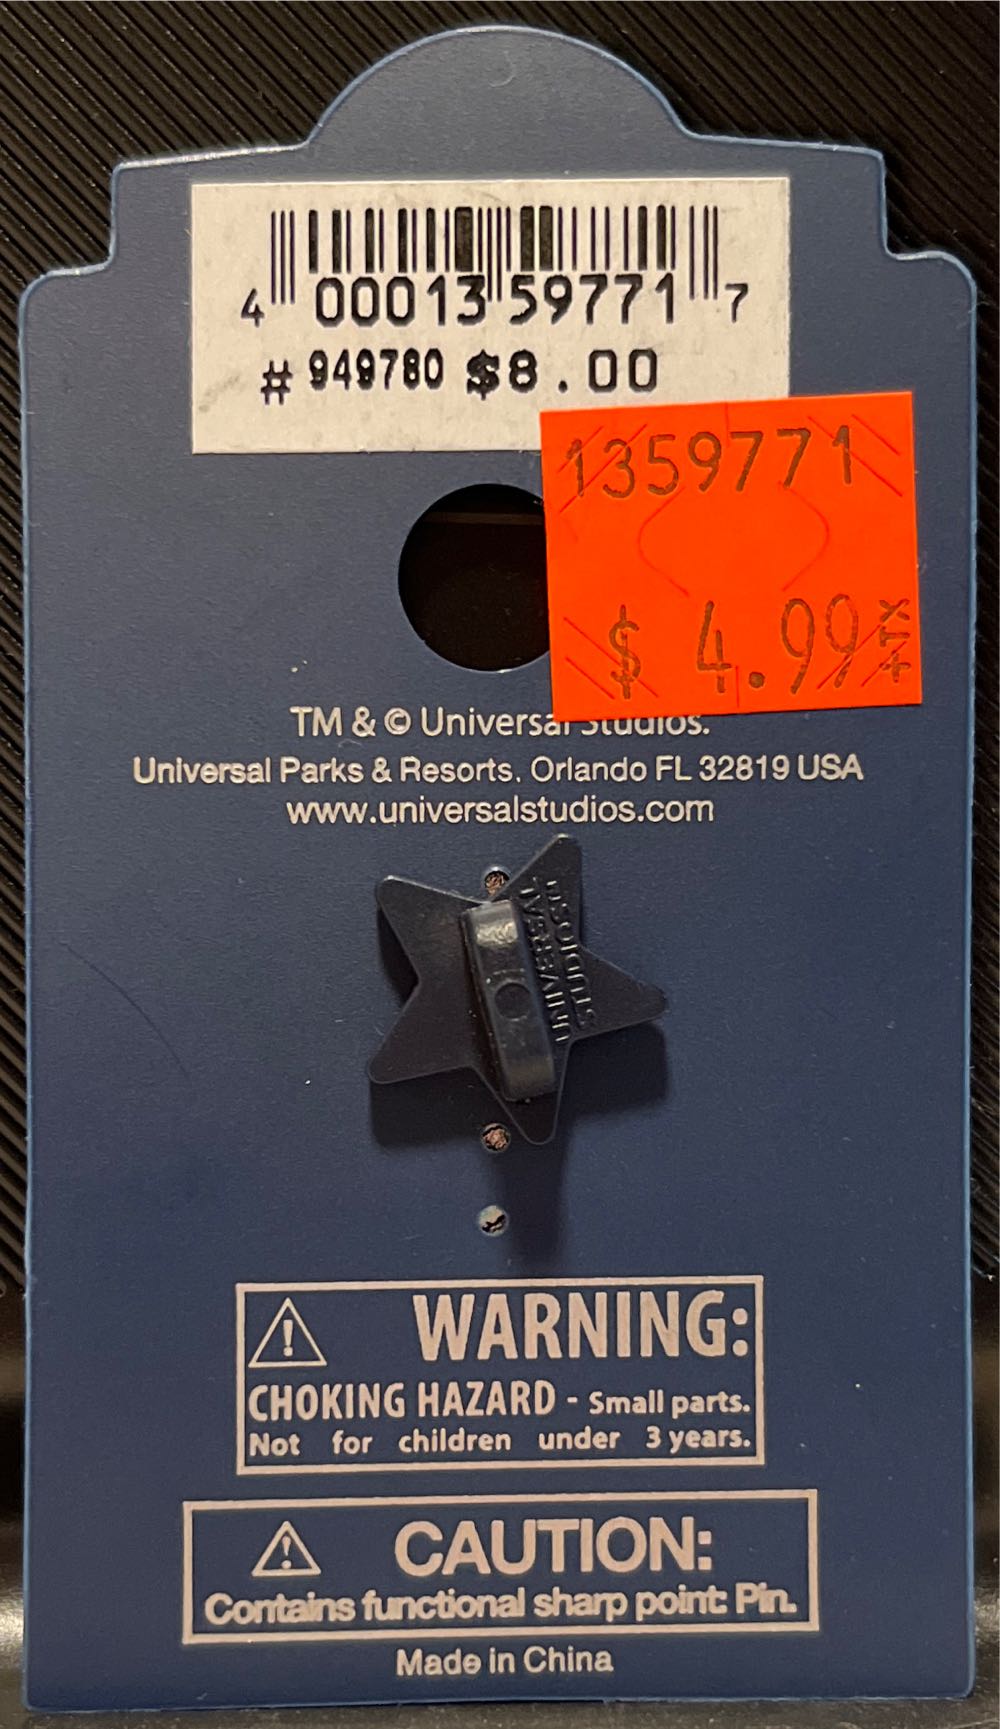 4 00013 59771 7
# 949780 $8.00
1359771
$ 4.99 +TX
TM & © Universal Studios.
Universal Parks & Resorts, Orlando FL 32819 USA
www.universalstudios.com
UNIVERSAL
STUDIOS
WARNING:
CHOKING HAZARD - Small parts.
Not for children under 3 years.
CAUTION:
Contains functional sharp point: Pin.
Made in China